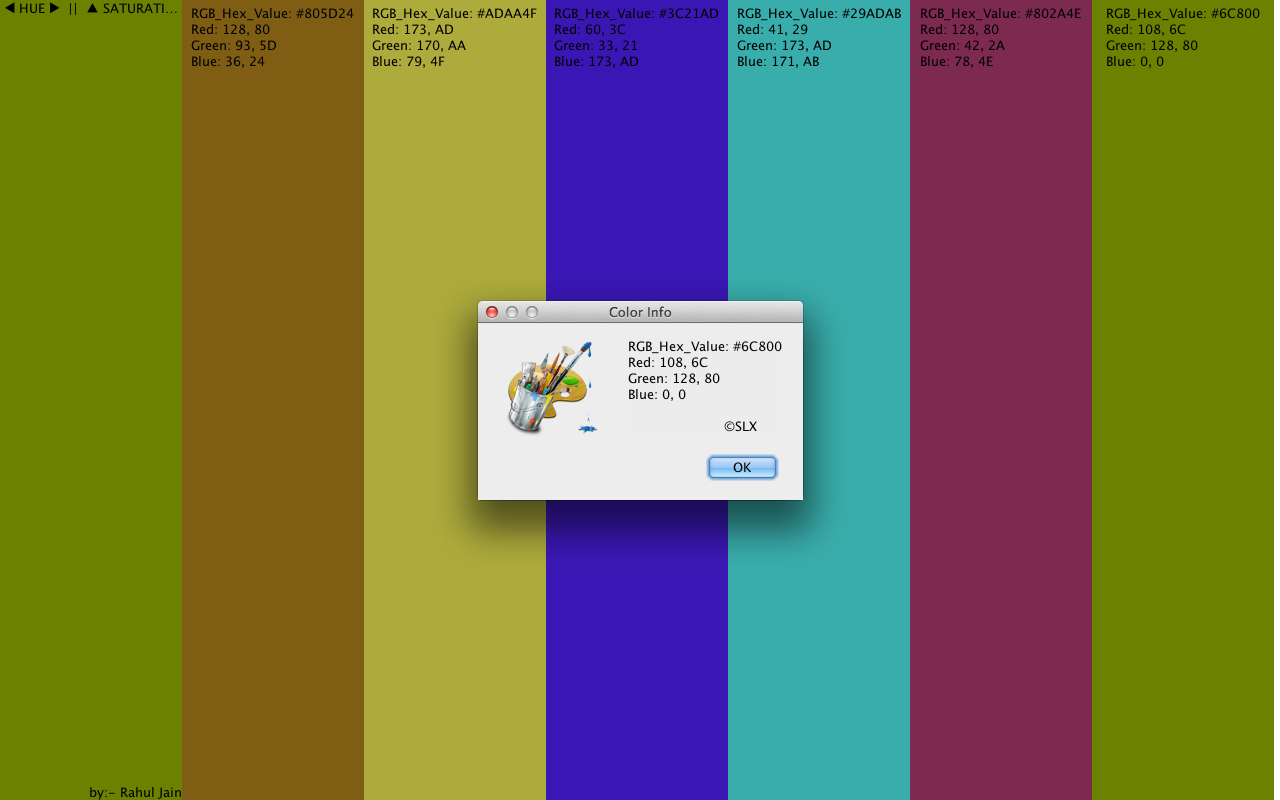 ◀ HUE ▶ || ▲ SATURATI...
RGB_Hex_Value: #805D24
Red: 128, 80
Green: 93, 5D
Blue: 36, 24
RGB_Hex_Value: #ADAA4F
Red: 173, AD
Green: 170, AA
Blue: 79, 4F
RGB_Hex_Value: #3C21AD
Red: 60, 3C
Green: 33, 21
Blue: 173, AD
RGB_Hex_Value: #29ADAB
Red: 41, 29
Green: 173, AD
Blue: 171, AB
RGB_Hex_Value: #802A4E
Red: 128, 80
Green: 42, 2A
Blue: 78, 4E
RGB_Hex_Value: #6C800
Red: 108, 6C
Green: 128, 80
Blue: 0, 0
Color Info
RGB_Hex_Value: #6C800
Red: 108, 6C
Green: 128, 80
Blue: 0, 0
©SLX
OK
by:- Rahul Jain